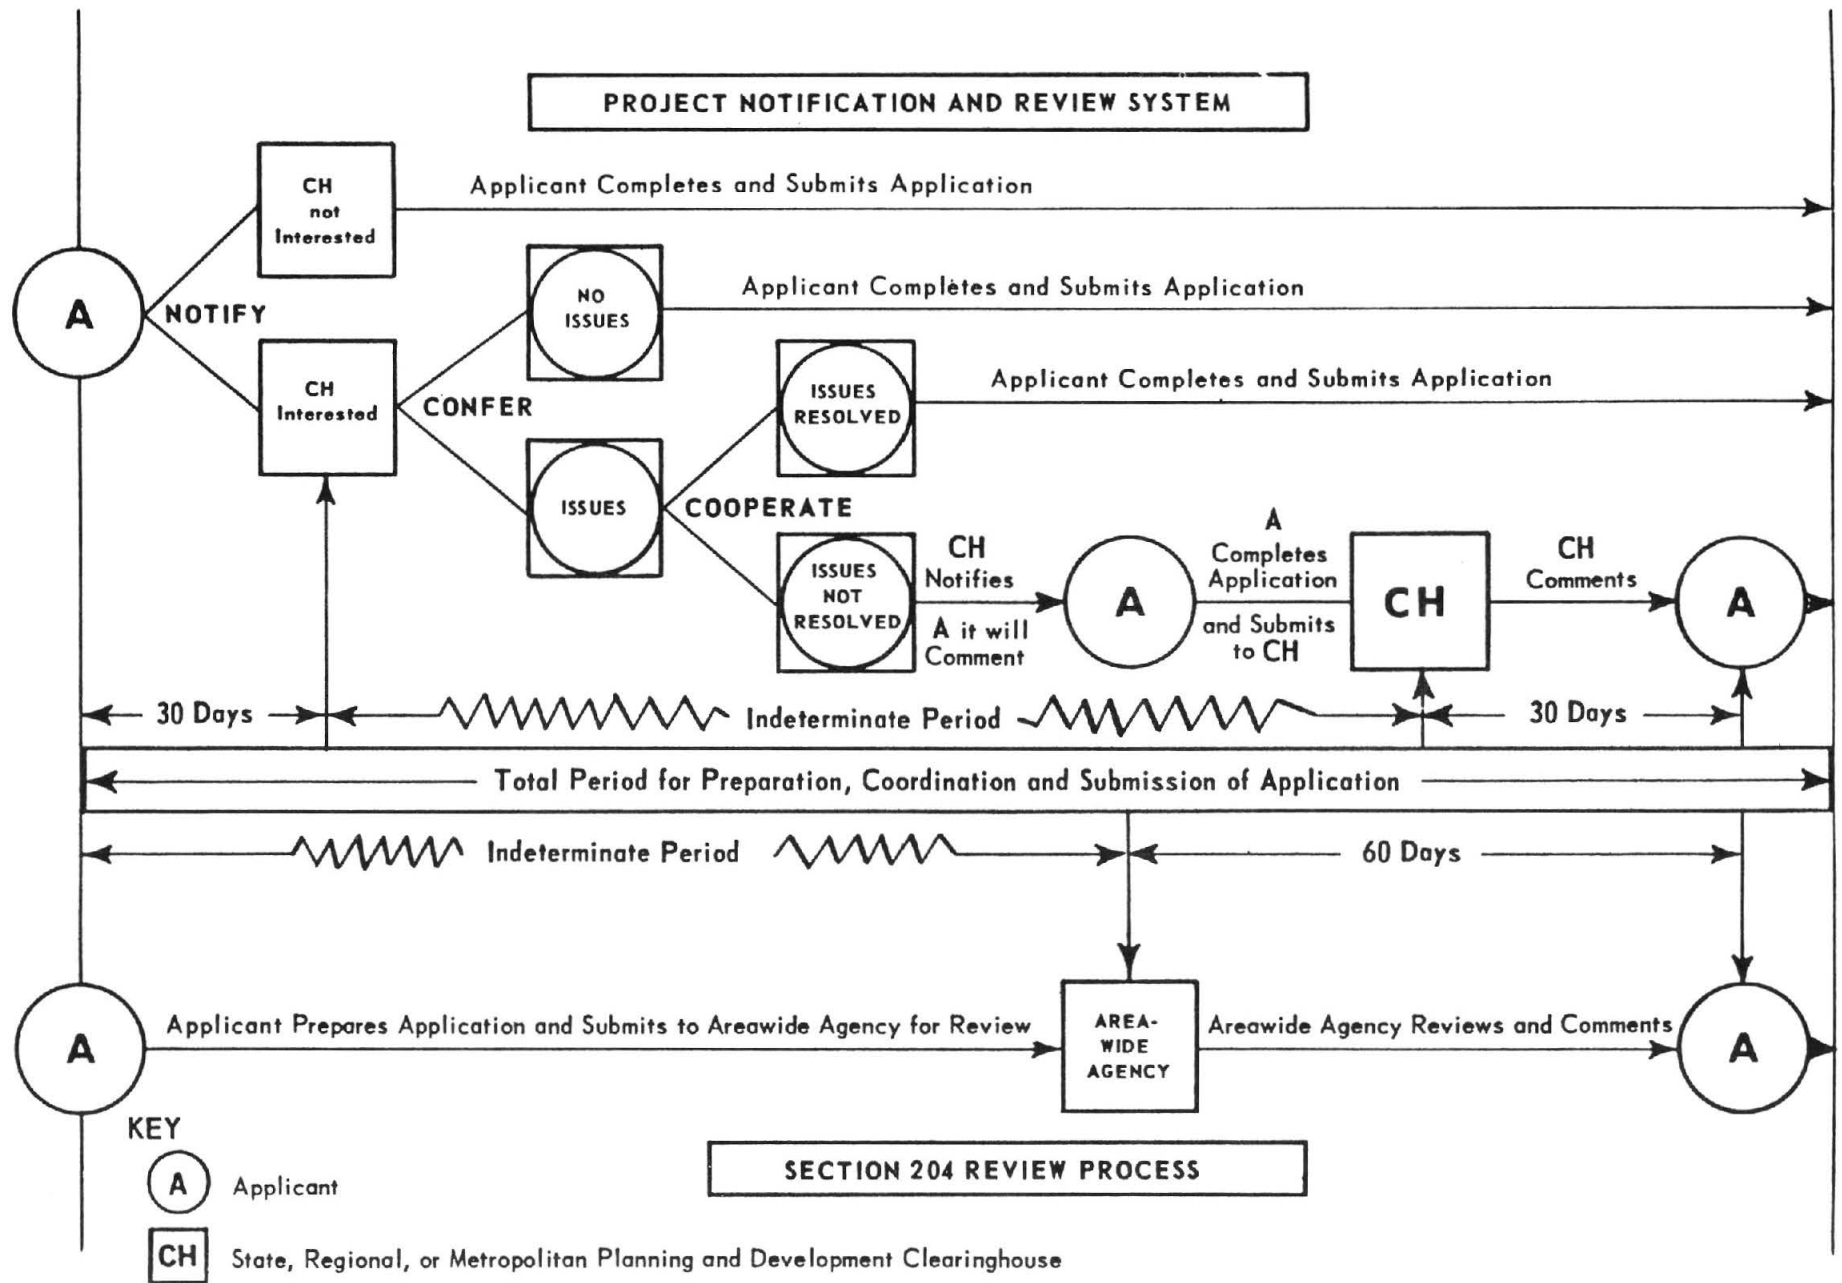 PROJECT NOTIFICATION AND REVIEW SYSTEM
CH
not
Interested
Applicant Completes and Submits Application
A
NOTIFY
NO
ISSUES
Applicant Completes and Submits Application
CH
Interested
CONFER
ISSUES
RESOLVED
Applicant Completes and Submits Application
ISSUES
COOPERATE
ISSUES
NOT
RESOLVED
CH
Notifies
A it will
Comment
A
A
Completes
Application
and Submits
to CH
CH
CH
Comments
A
30 Days
Indeterminate Period
30 Days
Total Period for Preparation, Coordination and Submission of Application
Indeterminate Period
60 Days
A
Applicant Prepares Application and Submits to Areawide Agency for Review
AREA-
WIDE
AGENCY
Areawide Agency Reviews and Comments
A
KEY
A Applicant
SECTION 204 REVIEW PROCESS
CH State, Regional, or Metropolitan Planning and Development Clearinghouse